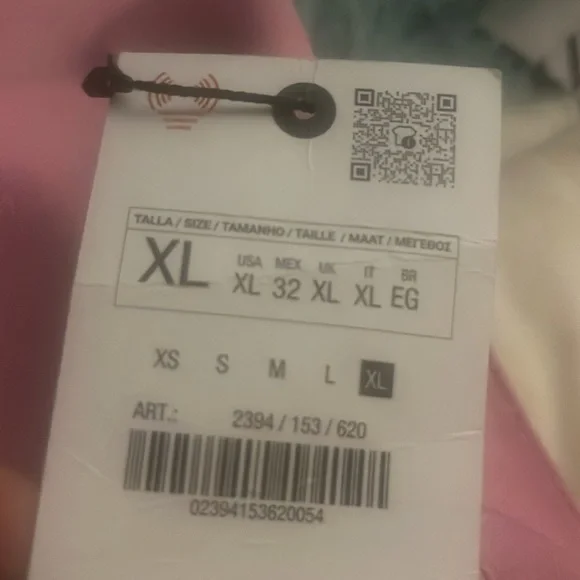 TALLA / SIZE / TAMANHO / TAILLE / MAAT / ΜΕΓΕΘΟΣ
XL
USA MEX UK IT BR
XL 32 XL XL EG
XS S M L XL
ART.: 2394 / 153 / 620
02394153620054